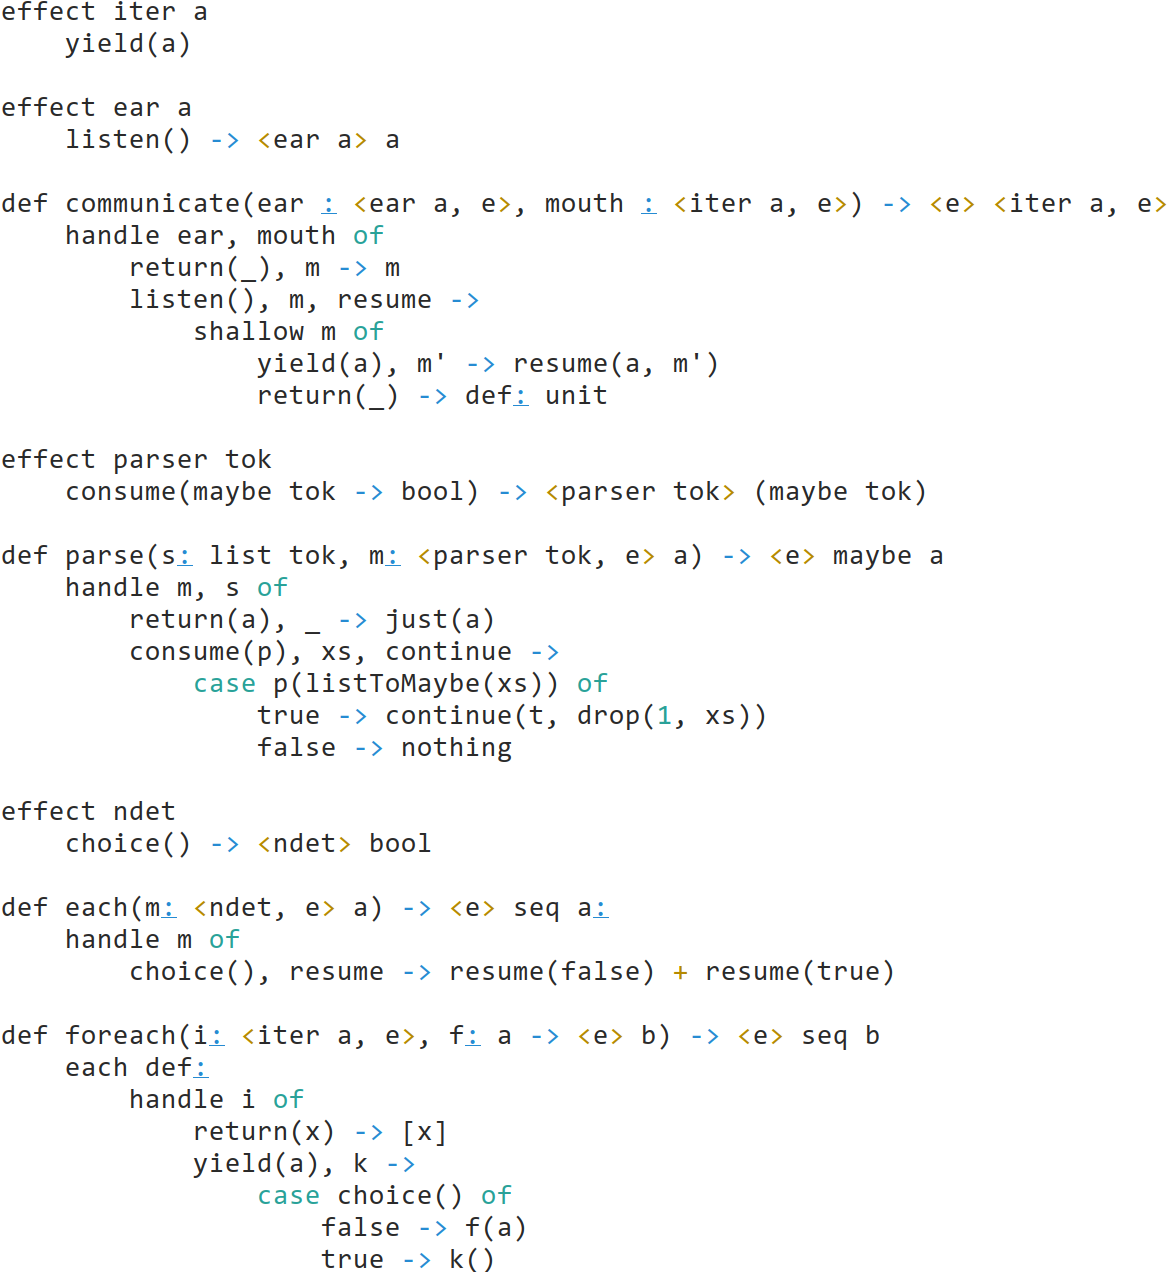 effect iter a
    yield(a)

effect ear a
    listen() -> <ear a> a

def communicate(ear : <ear a, e>, mouth : <iter a, e>) -> <e> <iter a, e>
    handle ear, mouth of
        return(_), m -> m
        listen(), m, resume ->
            shallow m of
                yield(a), m' -> resume(a, m')
                return(_) -> def: unit

effect parser tok
    consume(maybe tok -> bool) -> <parser tok> (maybe tok)

def parse(s: list tok, m: <parser tok, e> a) -> <e> maybe a
    handle m, s of
        return(a), _ -> just(a)
        consume(p), xs, continue ->
            case p(listToMaybe(xs)) of
                true -> continue(t, drop(1, xs))
                false -> nothing

effect ndet
    choice() -> <ndet> bool

def each(m: <ndet, e> a) -> <e> seq a:
    handle m of
        choice(), resume -> resume(false) + resume(true)

def foreach(i: <iter a, e>, f: a -> <e> b) -> <e> seq b
    each def:
        handle i of
            return(x) -> [x]
            yield(a), k ->
                case choice() of
                    false -> f(a)
                    true -> k()